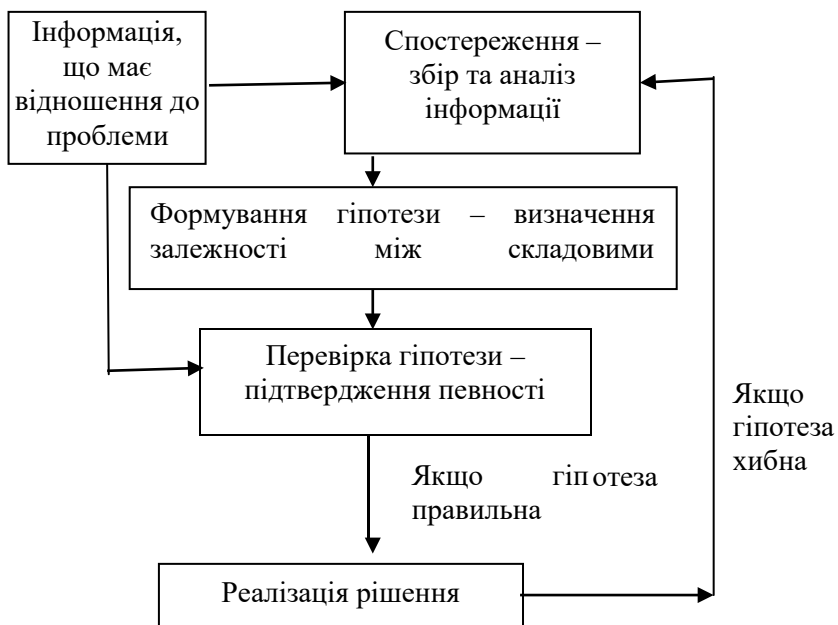 Інформація,
що має
відношення до
проблеми
Спостереження –
збір та аналіз
інформації
Формування гіпотези – визначення
залежності між складовими
Перевірка гіпотези –
підтвердження певності
Якщо гіпотеза
правильна
Якщо
гіпотеза
хибна
Реалізація рішення